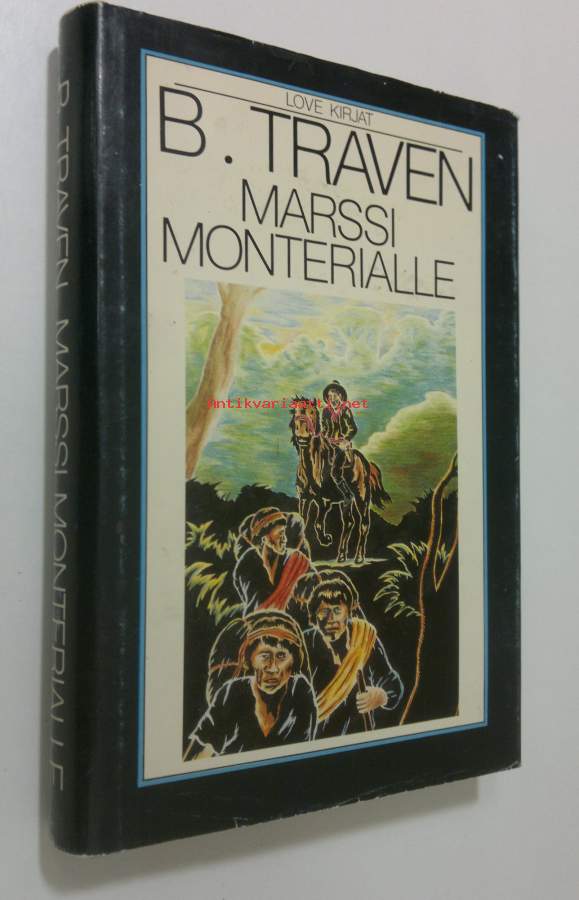 LOVE KIRJAT
B. TRAVEN
MARSSI
MONTERIALLE
Antikvariaatti.net
B. TRAVEN MARSSI MONTERIALLE